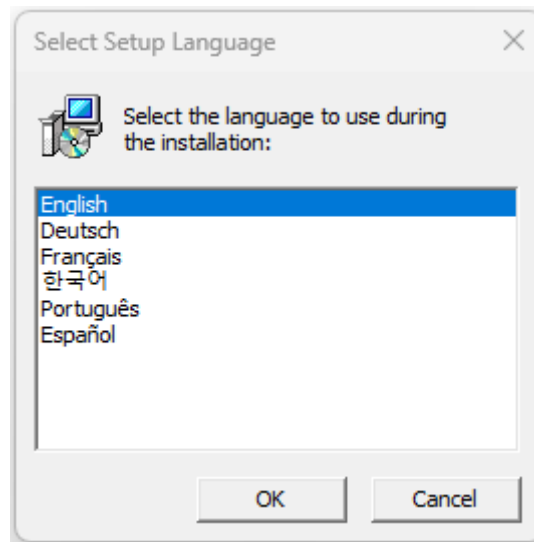 Select Setup Language
Select the language to use during
the installation:
English
Deutsch
Français
한국어
Português
Español
OK
Cancel